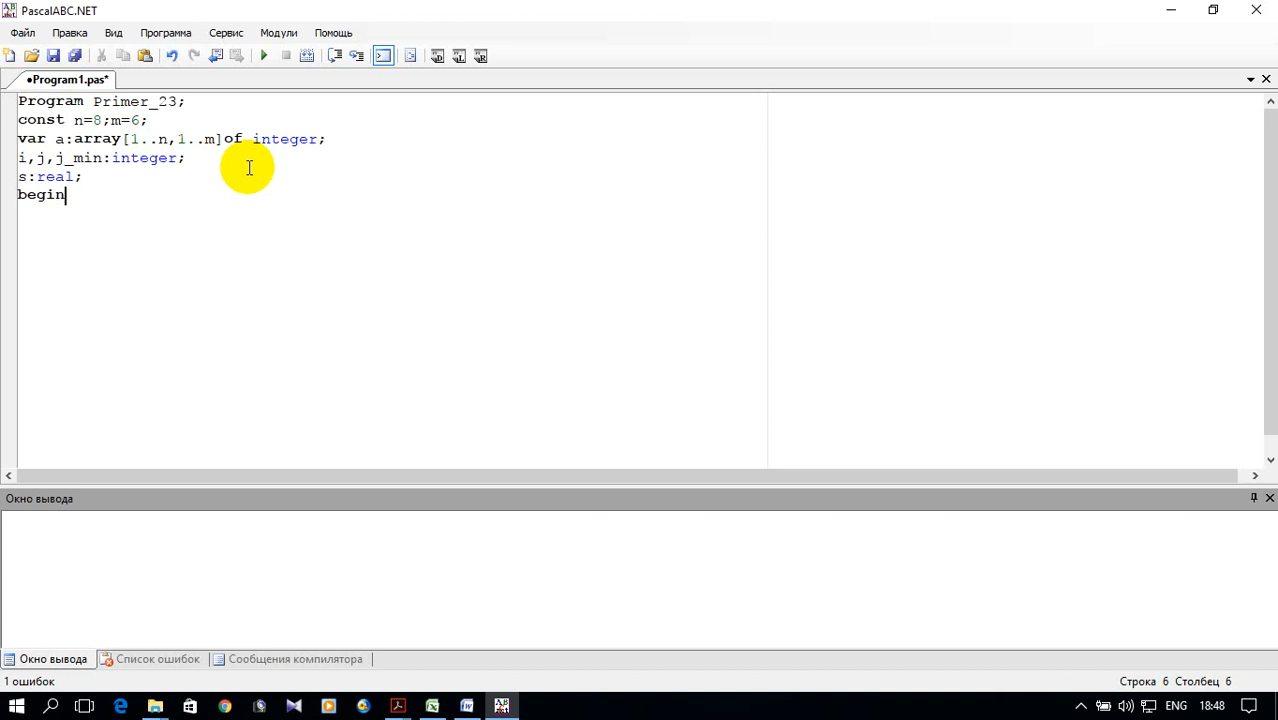 PascalABC.NET
Файл Правка Вид Программа Сервис Модули Помощь
•Program1.pas*
Program Primer_23;
const n=8;m=6;
var a:array[1..n,1..m]of integer;
i,j,j_min:integer;
s:real;
begin
Окно вывода
Окно вывода Список ошибок Сообщения компилятора
1 ошибок Строка 6 Столбец 6
ENG 18:48